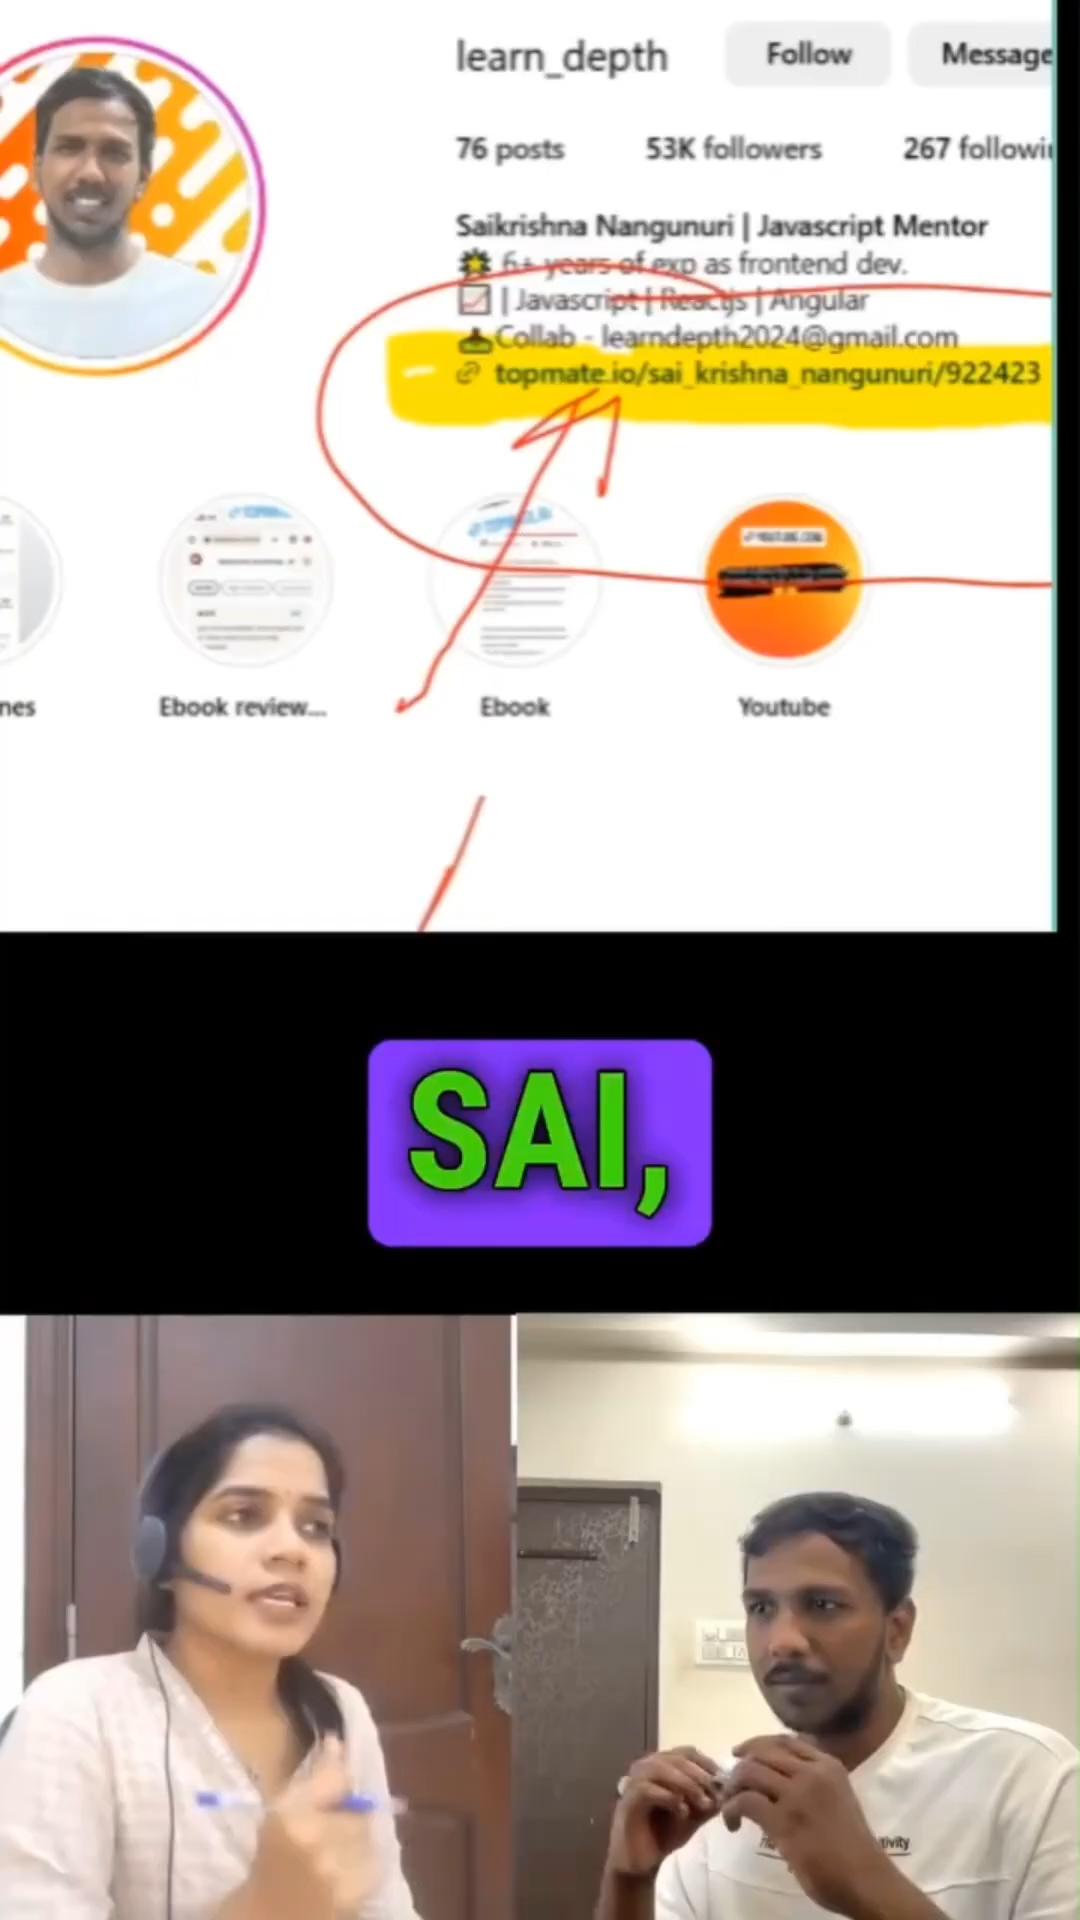 learn_depth
Follow
Message
76 posts
53K followers
267 followi
Saikrishna Nangunuri | Javascript Mentor
6+ years of exp as frontend dev.
| Javascript | Reactjs | Angular
Collab - learndepth2024@gmail.com
topmate.io/sai_krishna_nangunuri/922423
nes
Ebook review...
Ebook
Youtube
SAI,
tivity